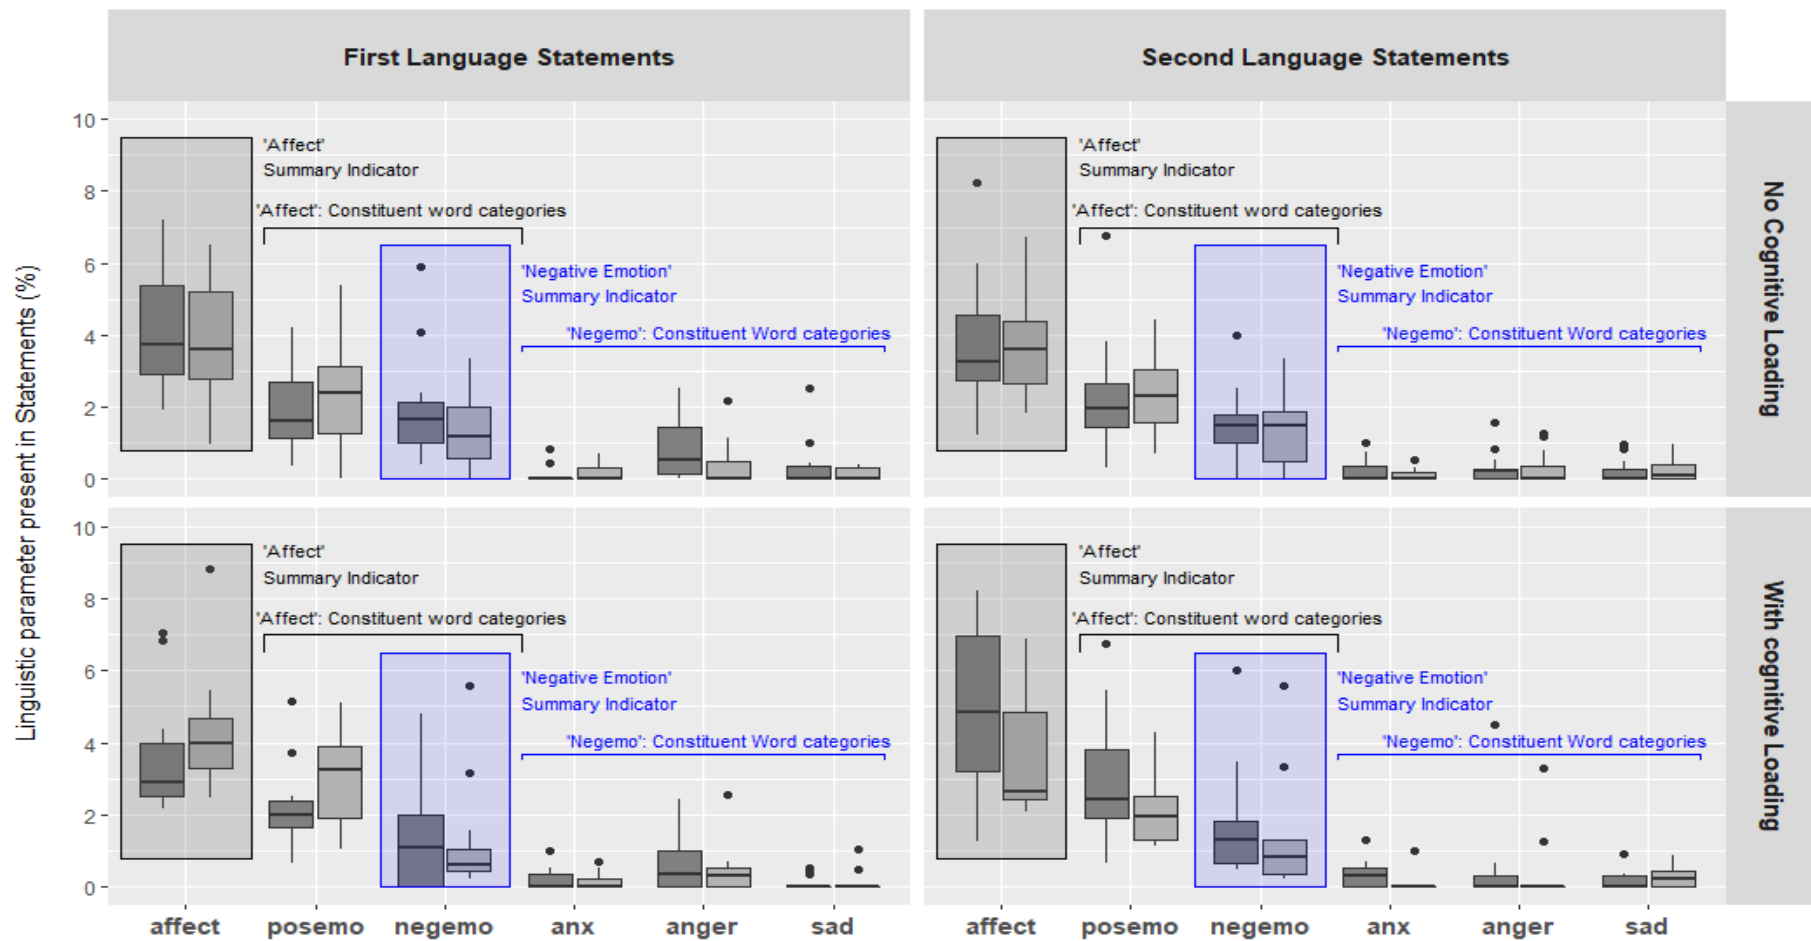 First Language Statements
Second Language Statements
Linguistic parameter present in Statements (%)
10
8
6
4
2
0
'Affect'
Summary Indicator
'Affect': Constituent word categories
'Negative Emotion'
Summary Indicator
'Negemo': Constituent Word categories
'Affect'
Summary Indicator
'Affect': Constituent word categories
'Negative Emotion'
Summary Indicator
'Negemo': Constituent Word categories
No Cognitive Loading
10
8
6
4
2
0
'Affect'
Summary Indicator
'Affect': Constituent word categories
'Negative Emotion'
Summary Indicator
'Negemo': Constituent Word categories
'Affect'
Summary Indicator
'Affect': Constituent word categories
'Negative Emotion'
Summary Indicator
'Negemo': Constituent Word categories
With cognitive Loading
affect posemo negemo anx anger sad
affect posemo negemo anx anger sad